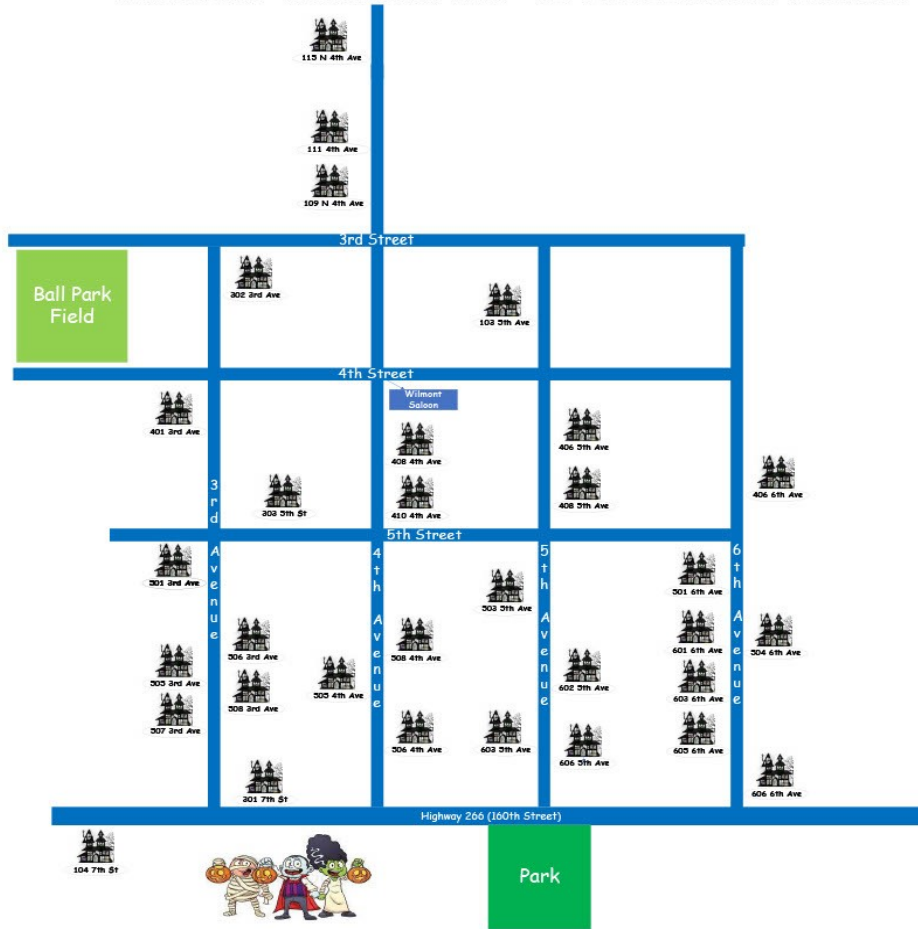 115 N 4th Ave
111 4th Ave
109 N 4th Ave
3rd Street
Ball Park
Field
302 3rd Ave
103 5th Ave
4th Street
Wilmont
Saloon
401 3rd Ave
408 4th Ave
406 5th Ave
406 6th Ave
303 5th St
410 4th Ave
408 5th Ave
3rd Avenue
5th Street
4th Avenue
5th Avenue
6th Avenue
501 3rd Ave
503 5th Ave
501 6th Ave
506 3rd Ave
508 4th Ave
601 6th Ave
504 6th Ave
505 3rd Ave
508 3rd Ave
505 4th Ave
602 5th Ave
603 6th Ave
507 3rd Ave
506 4th Ave
603 5th Ave
606 5th Ave
605 6th Ave
301 7th St
606 6th Ave
Highway 266 (160th Street)
104 7th St
Park